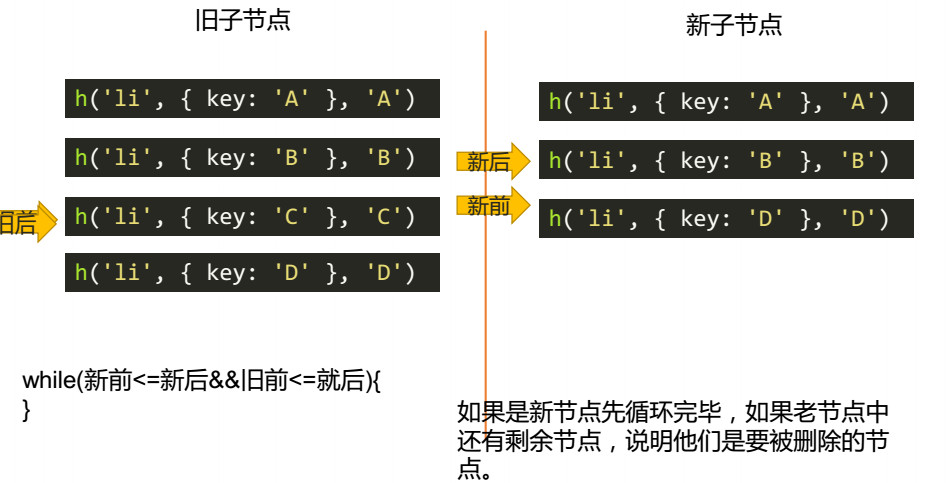 旧子节点
h('li', { key: 'A' }, 'A')
h('li', { key: 'B' }, 'B')
旧后
h('li', { key: 'C' }, 'C')
h('li', { key: 'D' }, 'D')
while(新前<=新后&&旧前<=就后){
}
新子节点
h('li', { key: 'A' }, 'A')
新后
h('li', { key: 'B' }, 'B')
新前
h('li', { key: 'D' }, 'D')
如果是新节点先循环完毕，如果老节点中
还有剩余节点，说明他们是要被删除的节
点。